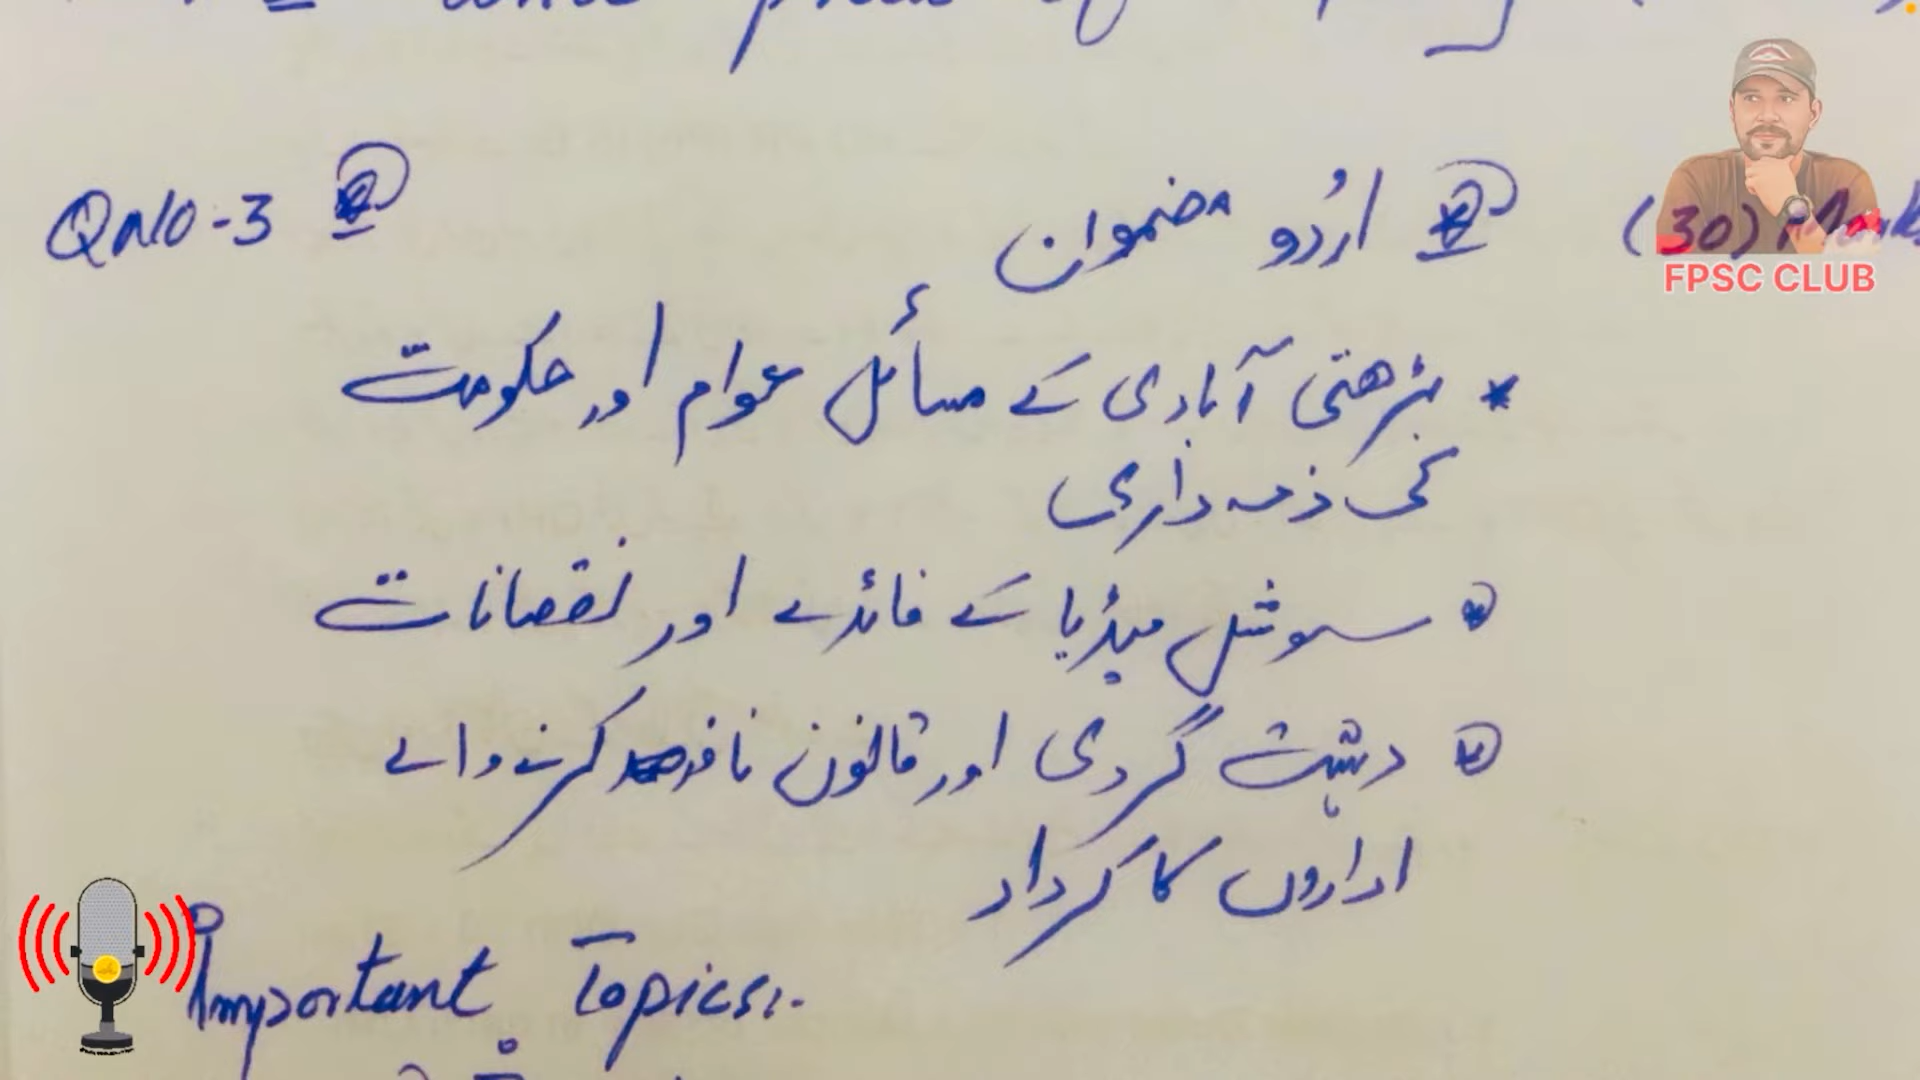 write
Q No-3 اردو مضمون (30) Marks
FPSC CLUB
* بڑھتی آبادی کے مسائل عوام اور حکومت
کی ذمہ داری
سوشل میڈیا کے فائدے اور نقصانات
دہشت گردی اور قانون نافذ کرنے والے
اداروں کا کردار
Important Topics:-